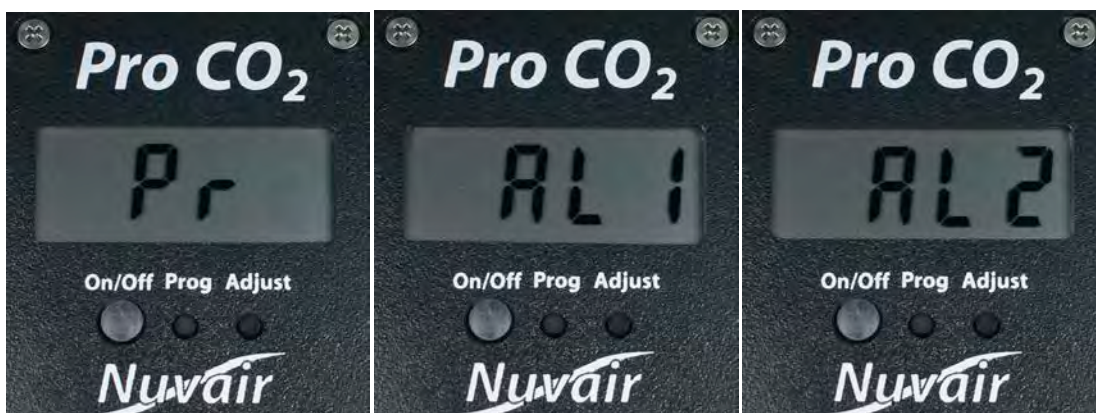 Pro CO₂
Pr
On/Off Prog Adjust
Nuvair
Pro CO₂
AL1
On/Off Prog Adjust
Nuvair
Pro CO₂
AL2
On/Off Prog Adjust
Nuvair